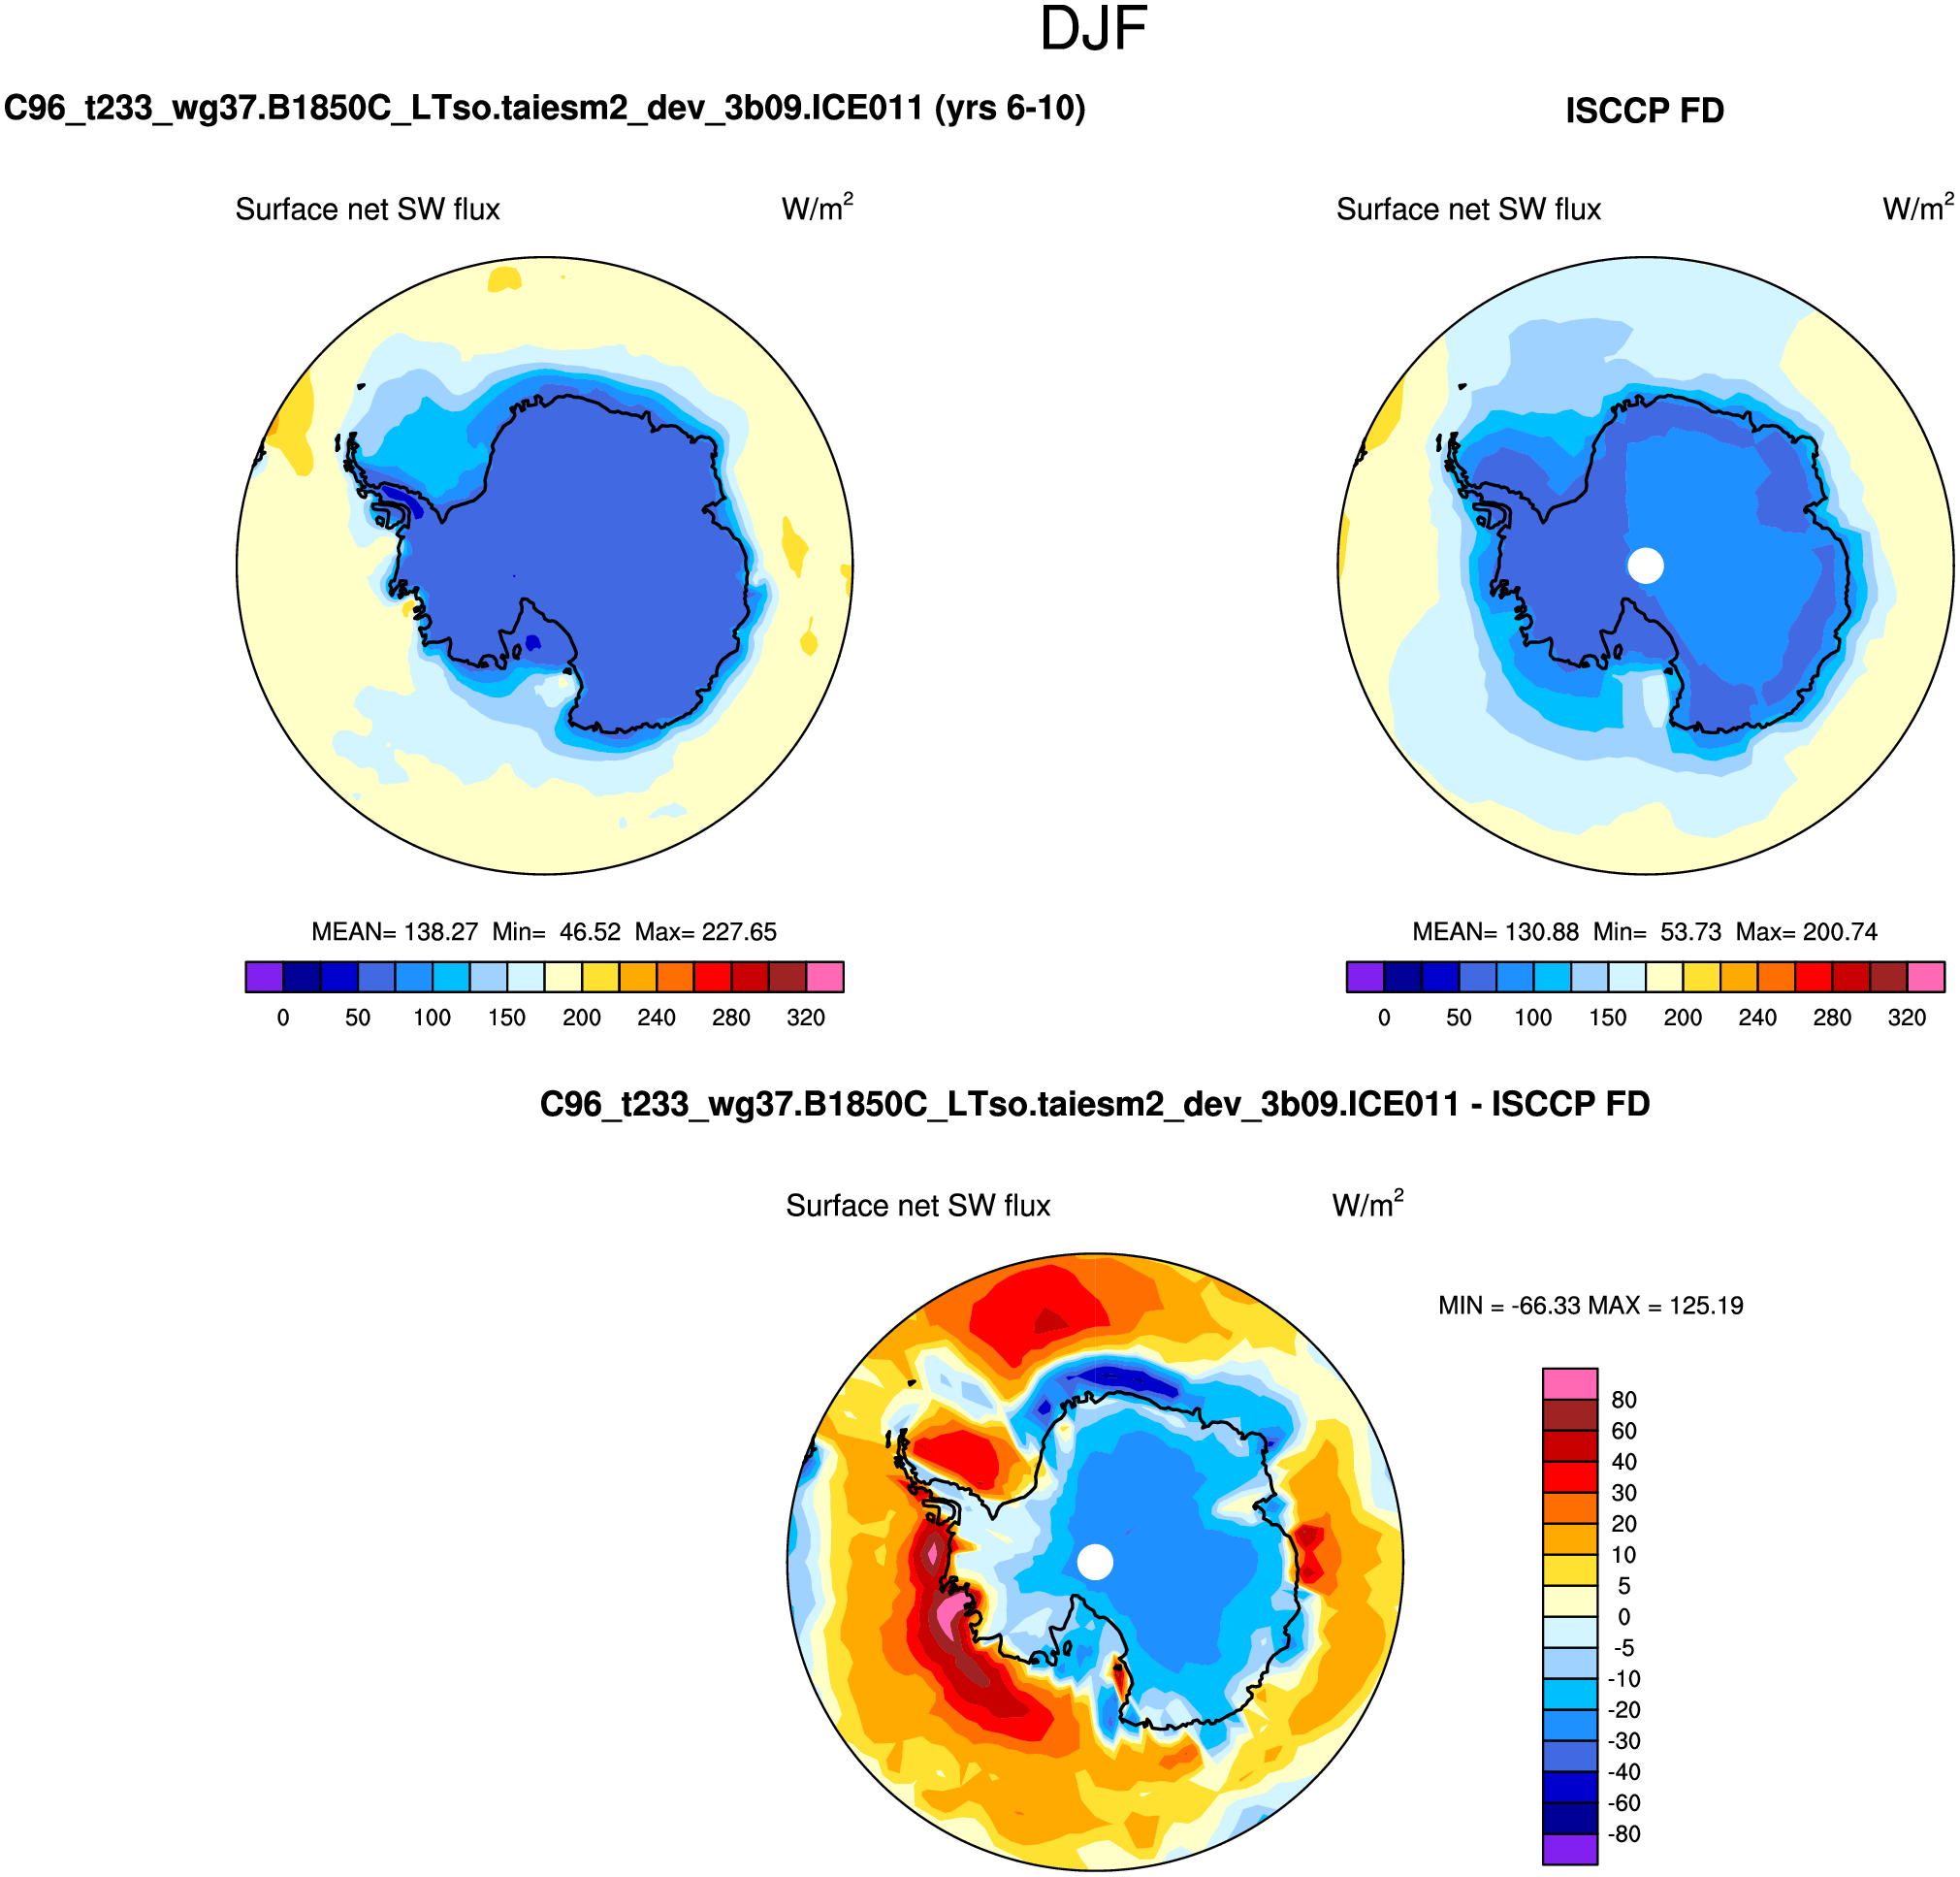 DJF
C96_t233_wg37.B1850C_LTso.taiesm2_dev_3b09.ICE011 (yrs 6-10)
ISCCP FD
Surface net SW flux W/m²
Surface net SW flux W/m²
MEAN= 138.27 Min= 46.52 Max= 227.65
MEAN= 130.88 Min= 53.73 Max= 200.74
0 50 100 150 200 240 280 320
0 50 100 150 200 240 280 320
C96_t233_wg37.B1850C_LTso.taiesm2_dev_3b09.ICE011 - ISCCP FD
Surface net SW flux W/m²
MIN = -66.33 MAX = 125.19
80
60
40
30
20
10
5
0
-5
-10
-20
-30
-40
-60
-80